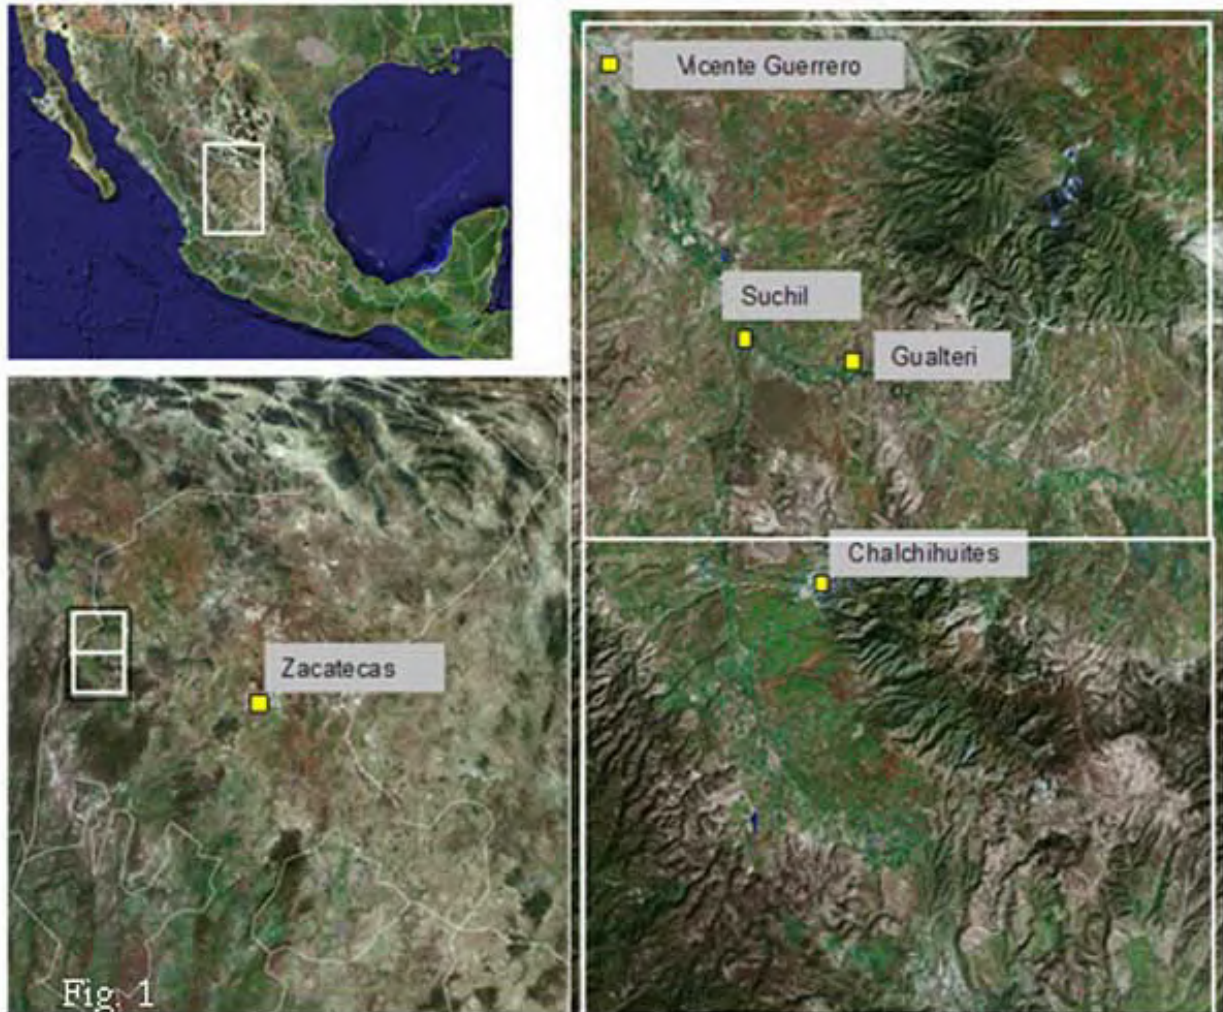 Vicente Guerrero
Suchil
Gualteri
Chalchihuites
Zacatecas
Fig. 1